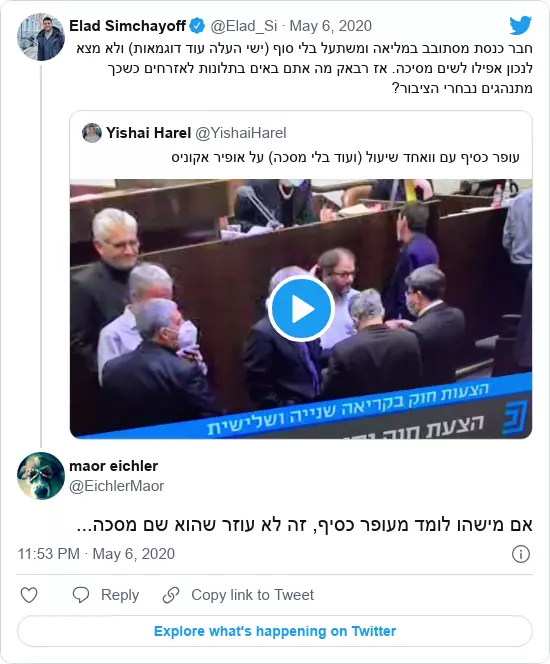 Elad Simchayoff @Elad_Si · May 6, 2020
חבר כנסת מסתובב במליאה ומשתעל בלי סוף (ישי העלה עוד דוגמאות) ולא מצא
לנכון אפילו לשים מסיכה. אז רבאק מה אתם באים בתלונות לאזרחים כשכך
מתנהגים נבחרי הציבור?
Yishai Harel @YishaiHarel
עופר כסיף עם וואחד שיעול (ועוד בלי מסכה) על אופיר אקוניס
הצעות חוק בקריאה שנייה ושלישית
הצעת חוק
maor eichler
@EichlerMaor
אם מישהו לומד מעופר כסיף, זה לא עוזר שהוא שם מסכה...
11:53 PM · May 6, 2020
Reply
Copy link to Tweet
Explore what's happening on Twitter